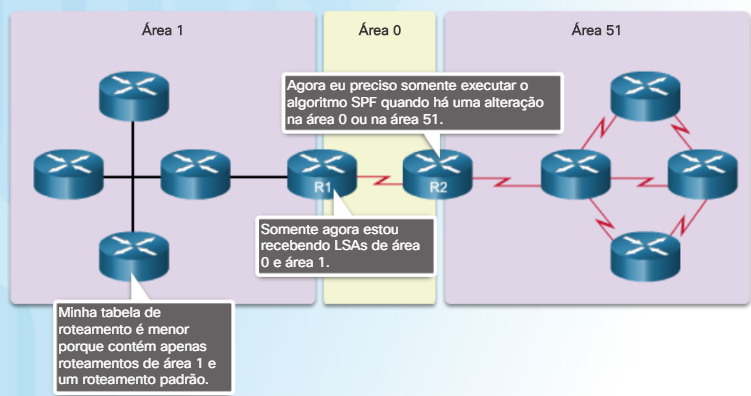 Área 1
Área 0
Área 51
Agora eu preciso somente executar o
algoritmo SPF quando há uma alteração
na área 0 ou na área 51.
R1
R2
Somente agora estou
recebendo LSAs de área
0 e área 1.
Minha tabela de
roteamento é menor
porque contém apenas
roteamentos de área 1 e
um roteamento padrão.